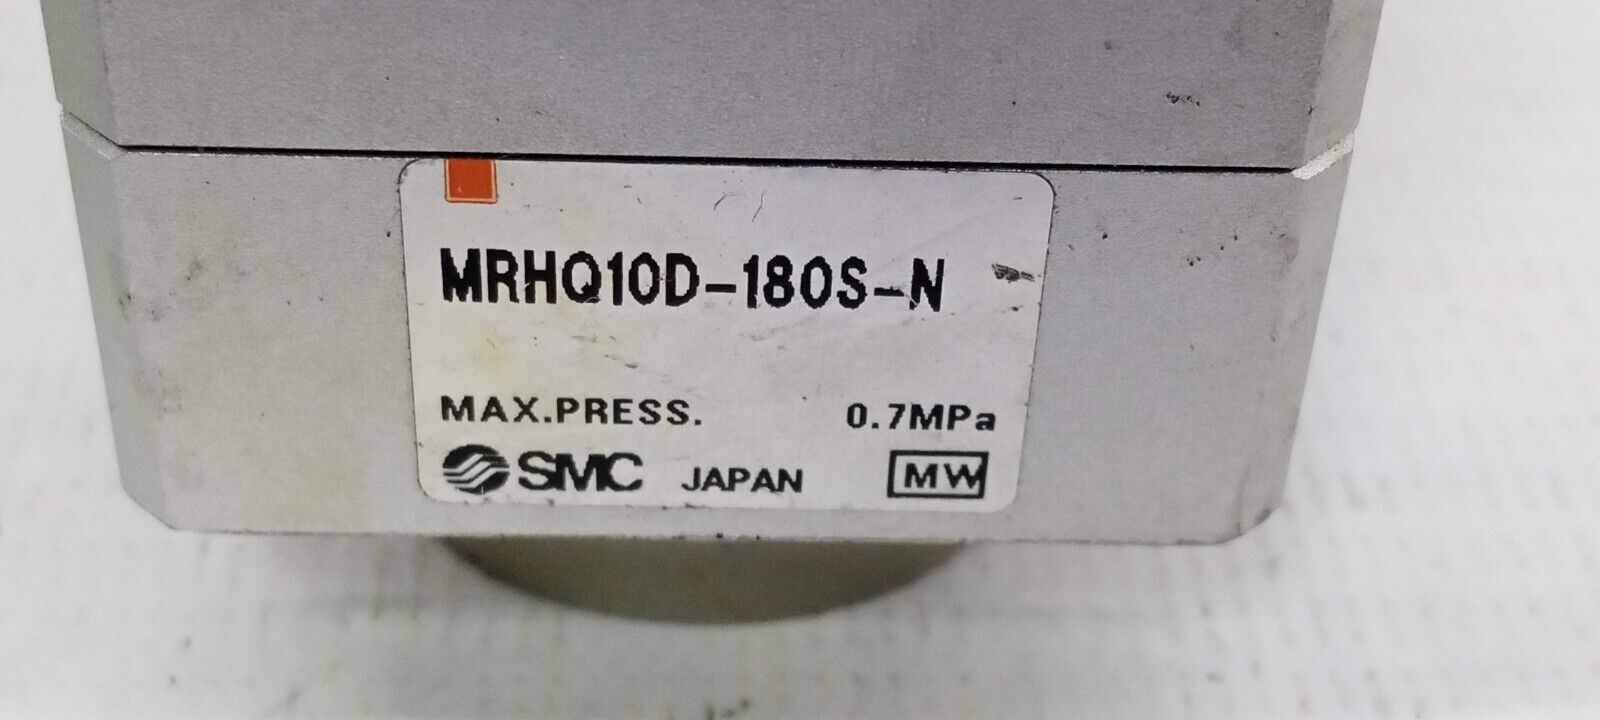 MRHQ10D-180S-N
MAX.PRESS. 0.7MPa
SMC JAPAN MW